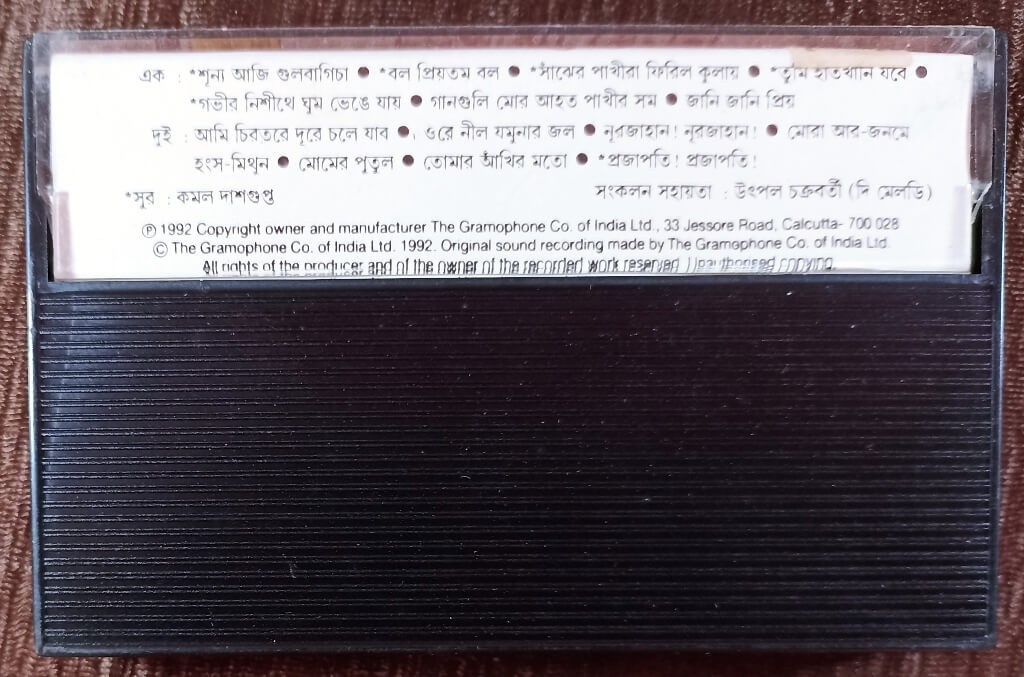 এক : *শূন্য আজি গুলবাগিচা ● *বল প্রিয়তম বল ● *সাঁঝের পাখীরা ফিরিল কুলায় ● *তুমি হাতখানি যবে ●
*গভীর নিশীথে ঘুম ভেঙে যায় ● গানগুলি মোর আহত পাখীর সম ● জানি জানি প্রিয়
দুই : আমি চিরতরে দূরে চলে যাব ● ওরে নীল যমুনার জল ● নূরজাহান! নূরজাহান! ● মোরা আর-জনমে
হংস-মিথুন ● মোমের পুতুল ● তোমার আঁখির মতো ● *প্রজাপতি! প্রজাপতি!
*সুর : কমল দাশগুপ্ত সংকলন সহায়তা : উৎপল চক্রবর্তী (দি মেলডি)
Ⓟ 1992 Copyright owner and manufacturer The Gramophone Co. of India Ltd., 33 Jessore Road, Calcutta- 700 028
© The Gramophone Co. of India Ltd. 1992. Original sound recording made by The Gramophone Co. of India Ltd.
All rights of the producer and of the owner of the recorded work reserved. Unauthorised copying,